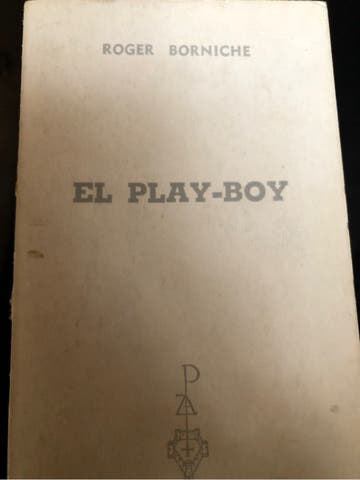 ROGER BORNICHE
EL PLAY-BOY